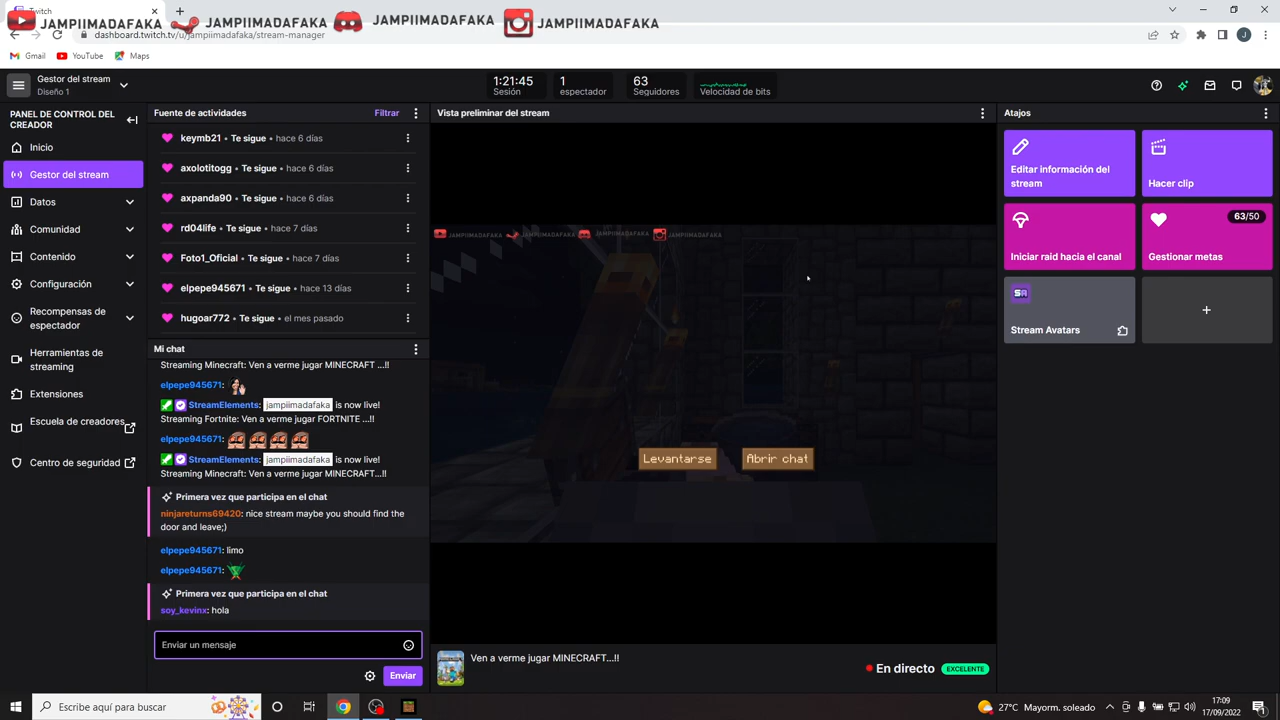 Twitch
JAMPIIMADAFAKA JAMPIIMADAFAKA JAMPIIMADAFAKA JAMPIIMADAFAKA
dashboard.twitch.tv/u/jampiimadafaka/stream-manager
J
Gmail YouTube Maps
Gestor del stream
Diseño 1
1:21:45
Sesión
1
espectador
63
Seguidores
Velocidad de bits
PANEL DE CONTROL DEL
CREADOR
Inicio
Gestor del stream
Datos
Comunidad
Contenido
Configuración
Recompensas de
espectador
Herramientas de
streaming
Extensiones
Escuela de creadores
Centro de seguridad
Fuente de actividades Filtrar
keymb21 • Te sigue • hace 6 días
axolotitogg • Te sigue • hace 6 días
axpanda90 • Te sigue • hace 6 días
rd04life • Te sigue • hace 7 días
Foto1_Oficial • Te sigue • hace 7 días
elpepe945671 • Te sigue • hace 13 días
hugoar772 • Te sigue • el mes pasado
Mi chat
Streaming Minecraft: Ven a verme jugar MINECRAFT ...!!
elpepe945671:
StreamElements: jampiimadafaka is now live!
Streaming Fortnite: Ven a verme jugar FORTNITE ...!!
elpepe945671:
StreamElements: jampiimadafaka is now live!
Streaming Minecraft: Ven a verme jugar MINECRAFT...!!
Primera vez que participa en el chat
ninjareturns69420: nice stream maybe you should find the
door and leave;)
elpepe945671: limo
elpepe945671:
Primera vez que participa en el chat
soy_kevinx: hola
Enviar un mensaje
Enviar
Vista preliminar del stream
JAMPIIMADAFAKA JAMPIIMADAFAKA JAMPIIMADAFAKA JAMPIIMADAFAKA
Levantarse Abrir chat
Ven a verme jugar MINECRAFT...!!
En directo EXCELENTE
Atajos
Editar información del
stream
Hacer clip
Iniciar raid hacia el canal
63/50
Gestionar metas
SA
Stream Avatars
Escribe aquí para buscar
27°C Mayorm. soleado
17:09
17/09/2022
1